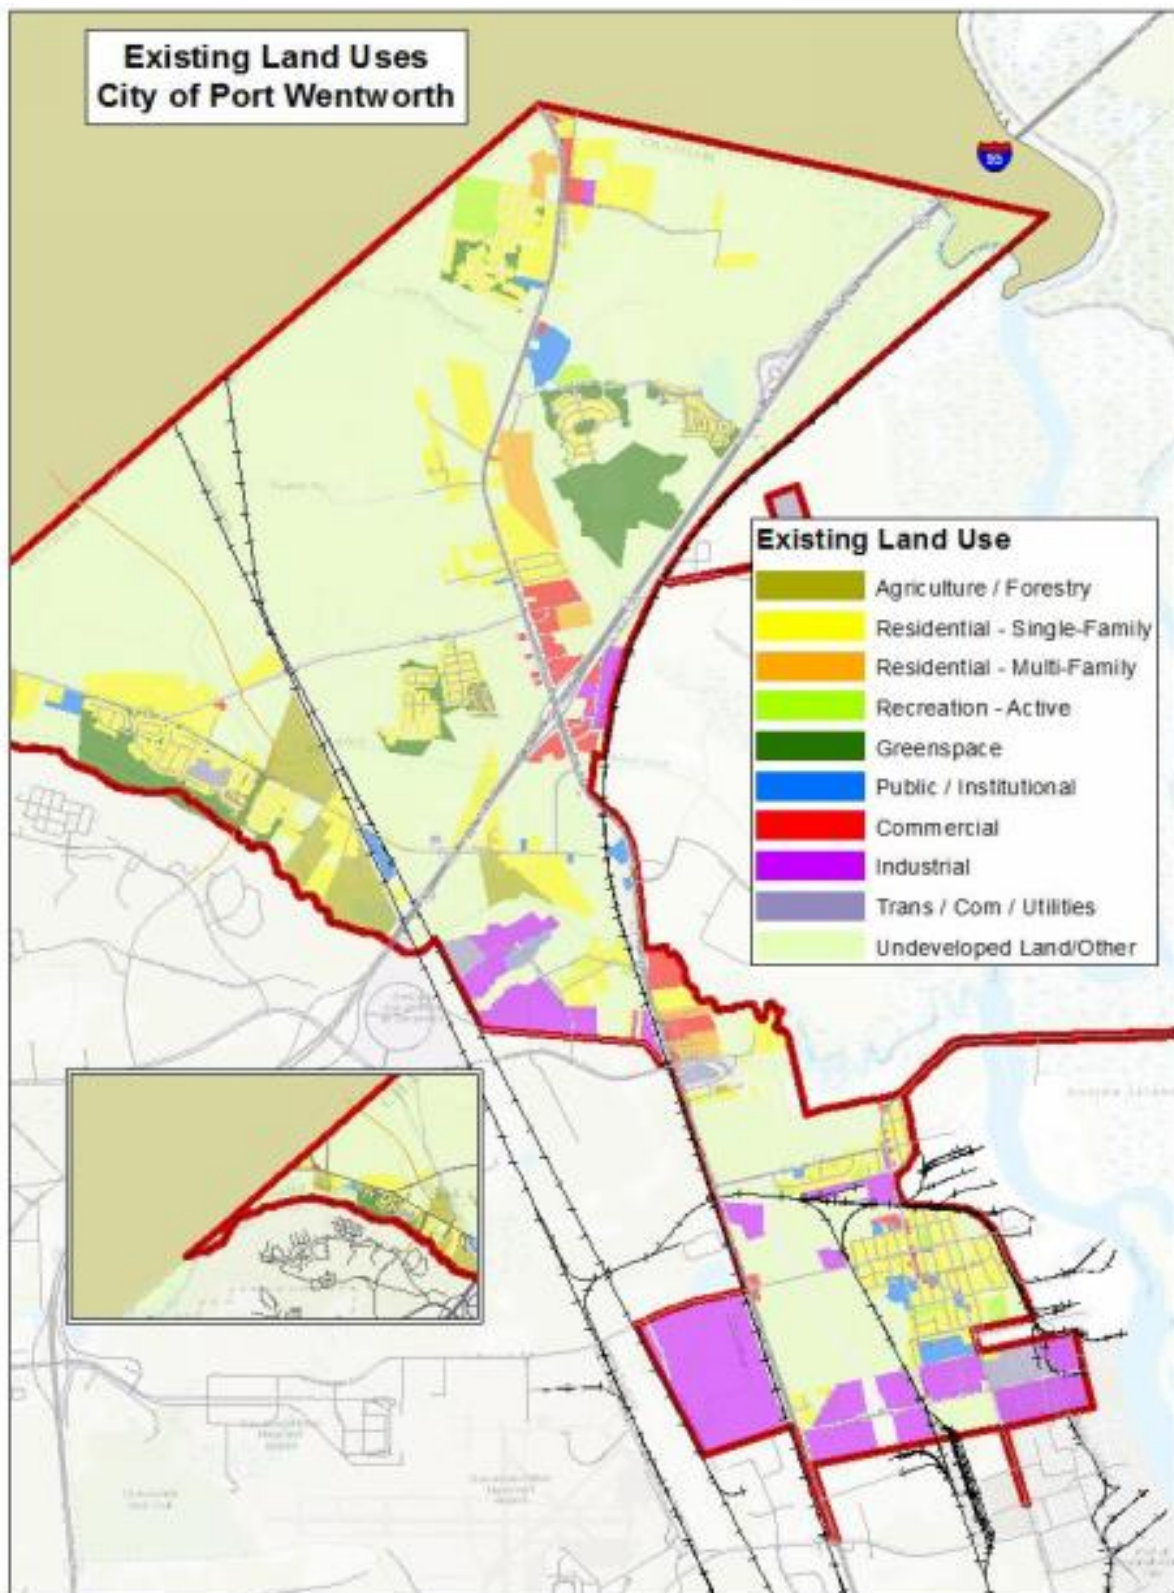 Existing Land Uses
City of Port Wentworth
95
Existing Land Use
Agriculture / Forestry
Residential - Single-Family
Residential - Multi-Family
Recreation - Active
Greenspace
Public / Institutional
Commercial
Industrial
Trans / Com / Utilities
Undeveloped Land/Other